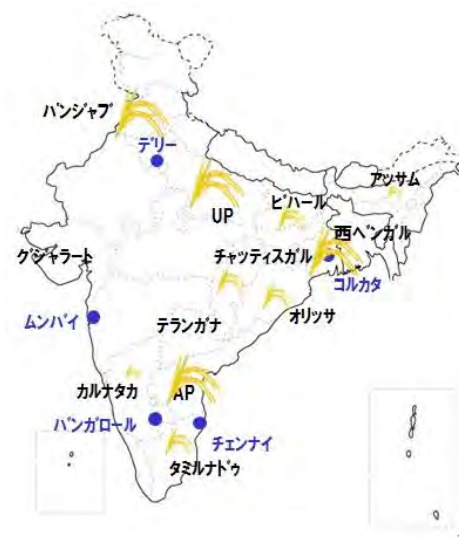 パンジャブ
デリー
アッサム
ビハール
UP
西ベンガル
グジャラート
チャッティスガル
コルカタ
オリッサ
ムンバイ
テランガナ
カルナタカ
AP
バンガロール
チェンナイ
タミルナドゥ